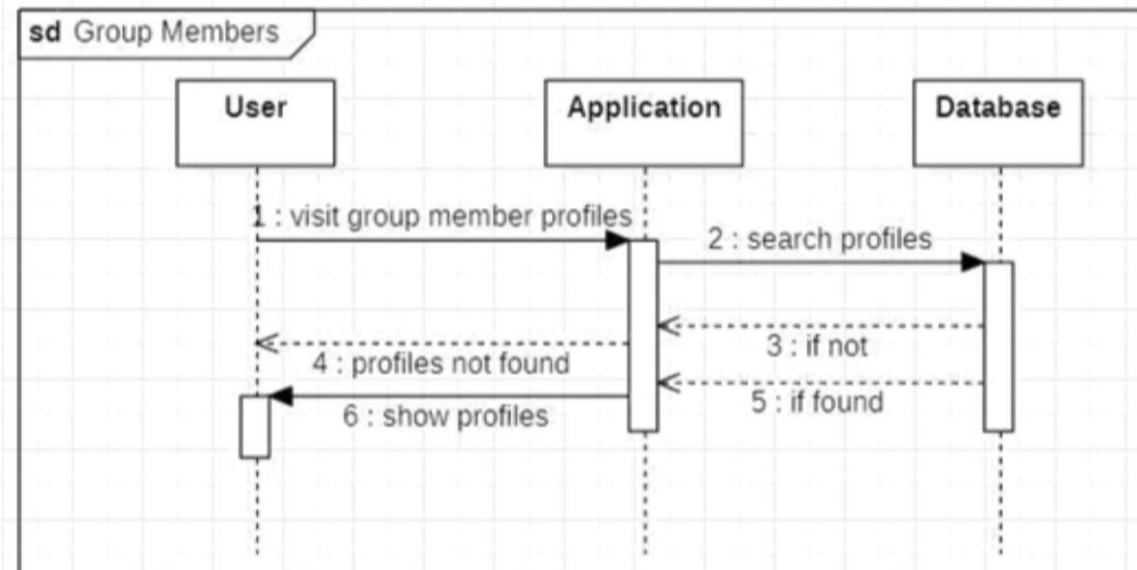 sd Group Members
User
Application
Database
1 : visit group member profiles
2 : search profiles
3 : if not
4 : profiles not found
5 : if found
6 : show profiles